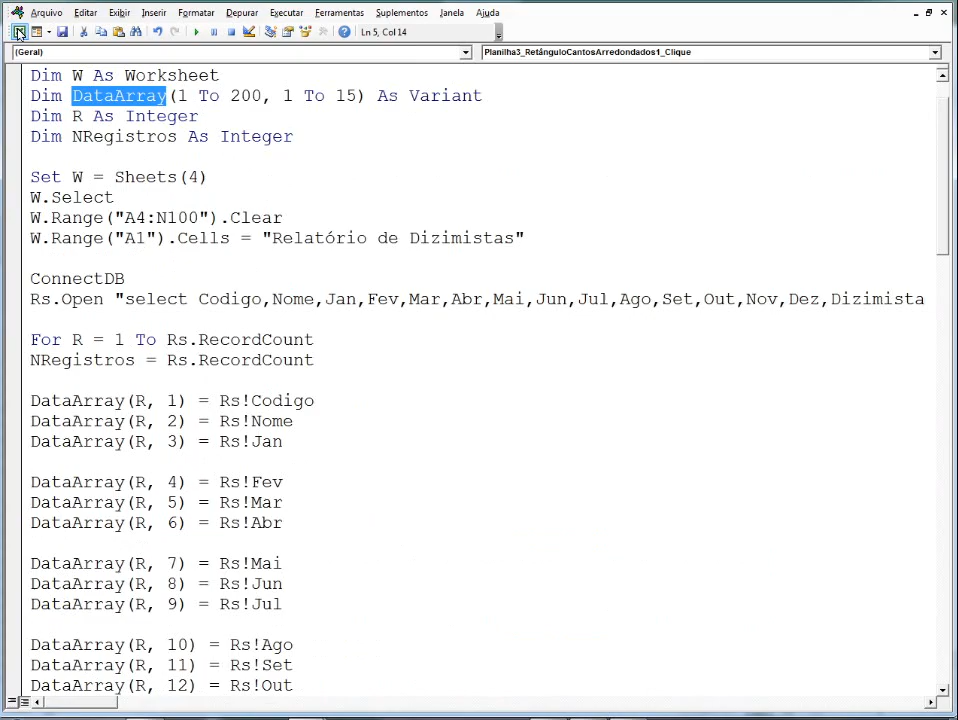 Arquivo Editar Exibir Inserir Formatar Depurar Executar Ferramentas Suplementos Janela Ajuda
Ln 5, Col 14
(Geral) Planilha3_RetânguloCantosArredondados1_Clique
Dim W As Worksheet
Dim DataArray(1 To 200, 1 To 15) As Variant
Dim R As Integer
Dim NRegistros As Integer
Set W = Sheets(4)
W.Select
W.Range("A4:N100").Clear
W.Range("A1").Cells = "Relatório de Dizimistas"
ConnectDB
Rs.Open "select Codigo,Nome,Jan,Fev,Mar,Abr,Mai,Jun,Jul,Ago,Set,Out,Nov,Dez,Dizimista
For R = 1 To Rs.RecordCount
NRegistros = Rs.RecordCount
DataArray(R, 1) = Rs!Codigo
DataArray(R, 2) = Rs!Nome
DataArray(R, 3) = Rs!Jan
DataArray(R, 4) = Rs!Fev
DataArray(R, 5) = Rs!Mar
DataArray(R, 6) = Rs!Abr
DataArray(R, 7) = Rs!Mai
DataArray(R, 8) = Rs!Jun
DataArray(R, 9) = Rs!Jul
DataArray(R, 10) = Rs!Ago
DataArray(R, 11) = Rs!Set
DataArray(R, 12) = Rs!Out